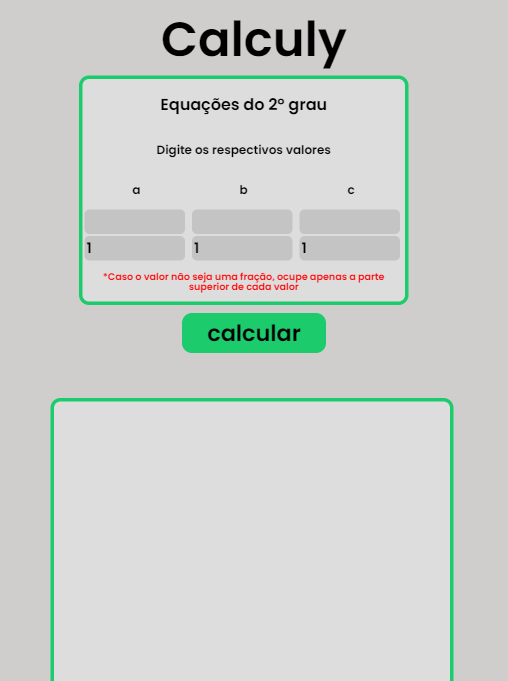 Calculy
Equações do 2º grau
Digite os respectivos valores
a b c
1 1 1
*Caso o valor não seja uma fração, ocupe apenas a parte
superior de cada valor
calcular